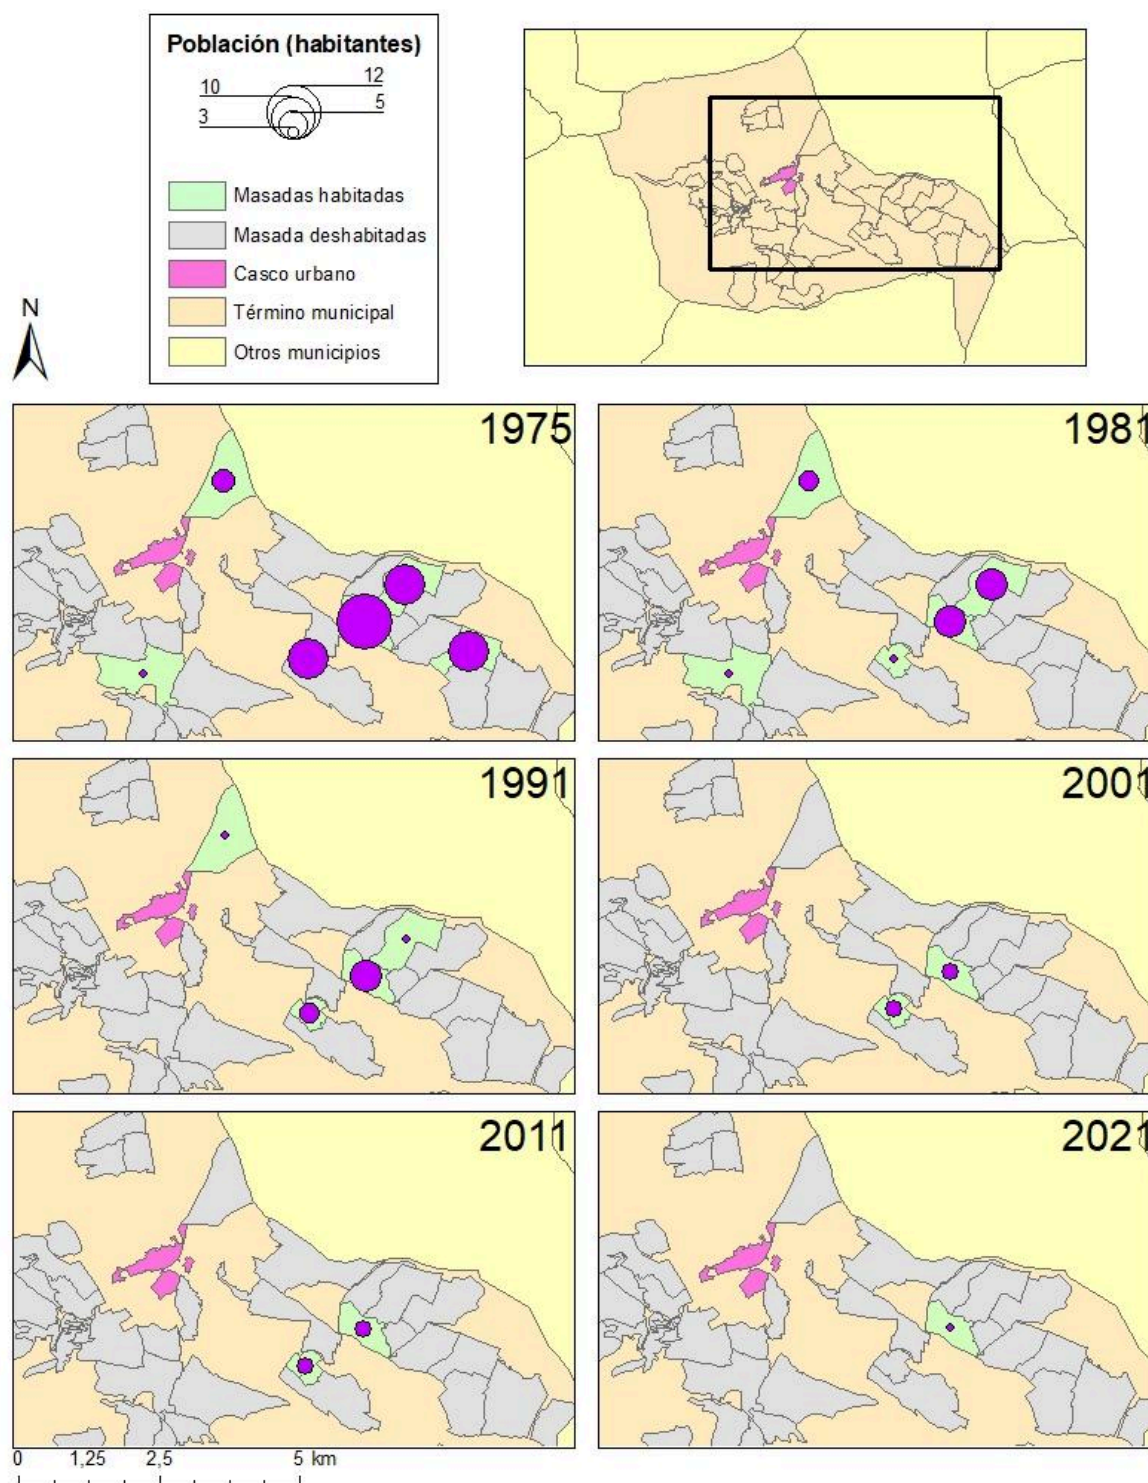 Población (habitantes)
10
12
3
5
Masadas habitadas
Masada deshabitadas
Casco urbano
Término municipal
Otros municipios
N
1975
1981
1991
2001
2011
2021
0 1,25 2,5 5 km